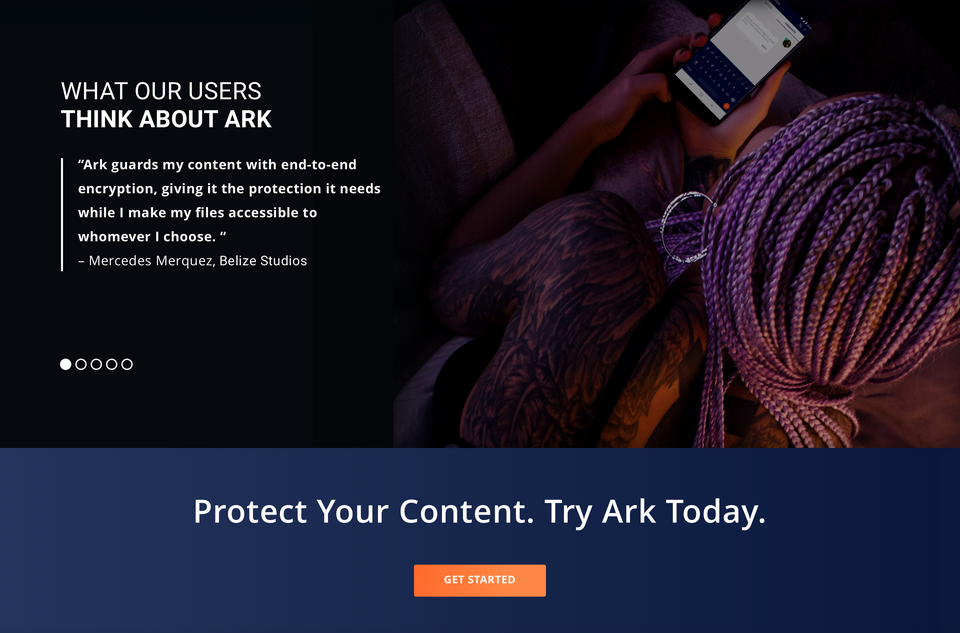 WHAT OUR USERS
THINK ABOUT ARK
“Ark guards my content with end-to-end
encryption, giving it the protection it needs
while I make my files accessible to
whomever I choose. ”
– Mercedes Merquez, Belize Studios
Protect Your Content. Try Ark Today.
GET STARTED